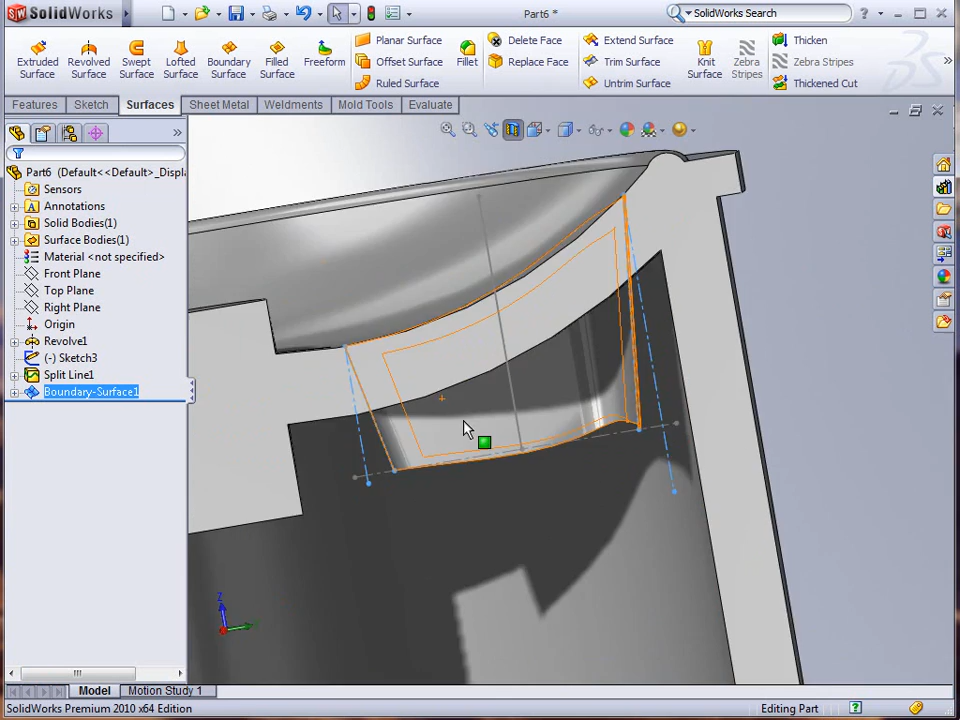 SolidWorks
Part6 *
SolidWorks Search
Extruded Surface
Revolved Surface
Swept Surface
Lofted Surface
Boundary Surface
Filled Surface
Freeform
Planar Surface
Offset Surface
Ruled Surface
Fillet
Delete Face
Replace Face
Extend Surface
Trim Surface
Untrim Surface
Knit Surface
Zebra Stripes
Thicken
Zebra Stripes
Thickened Cut
Features
Sketch
Surfaces
Sheet Metal
Weldments
Mold Tools
Evaluate
Part6 (Default<<Default>_Displa
Sensors
Annotations
Solid Bodies(1)
Surface Bodies(1)
Material <not specified>
Front Plane
Top Plane
Right Plane
Origin
Revolve1
(-) Sketch3
Split Line1
Boundary-Surface1
Z
Model
Motion Study 1
SolidWorks Premium 2010 x64 Edition
Editing Part